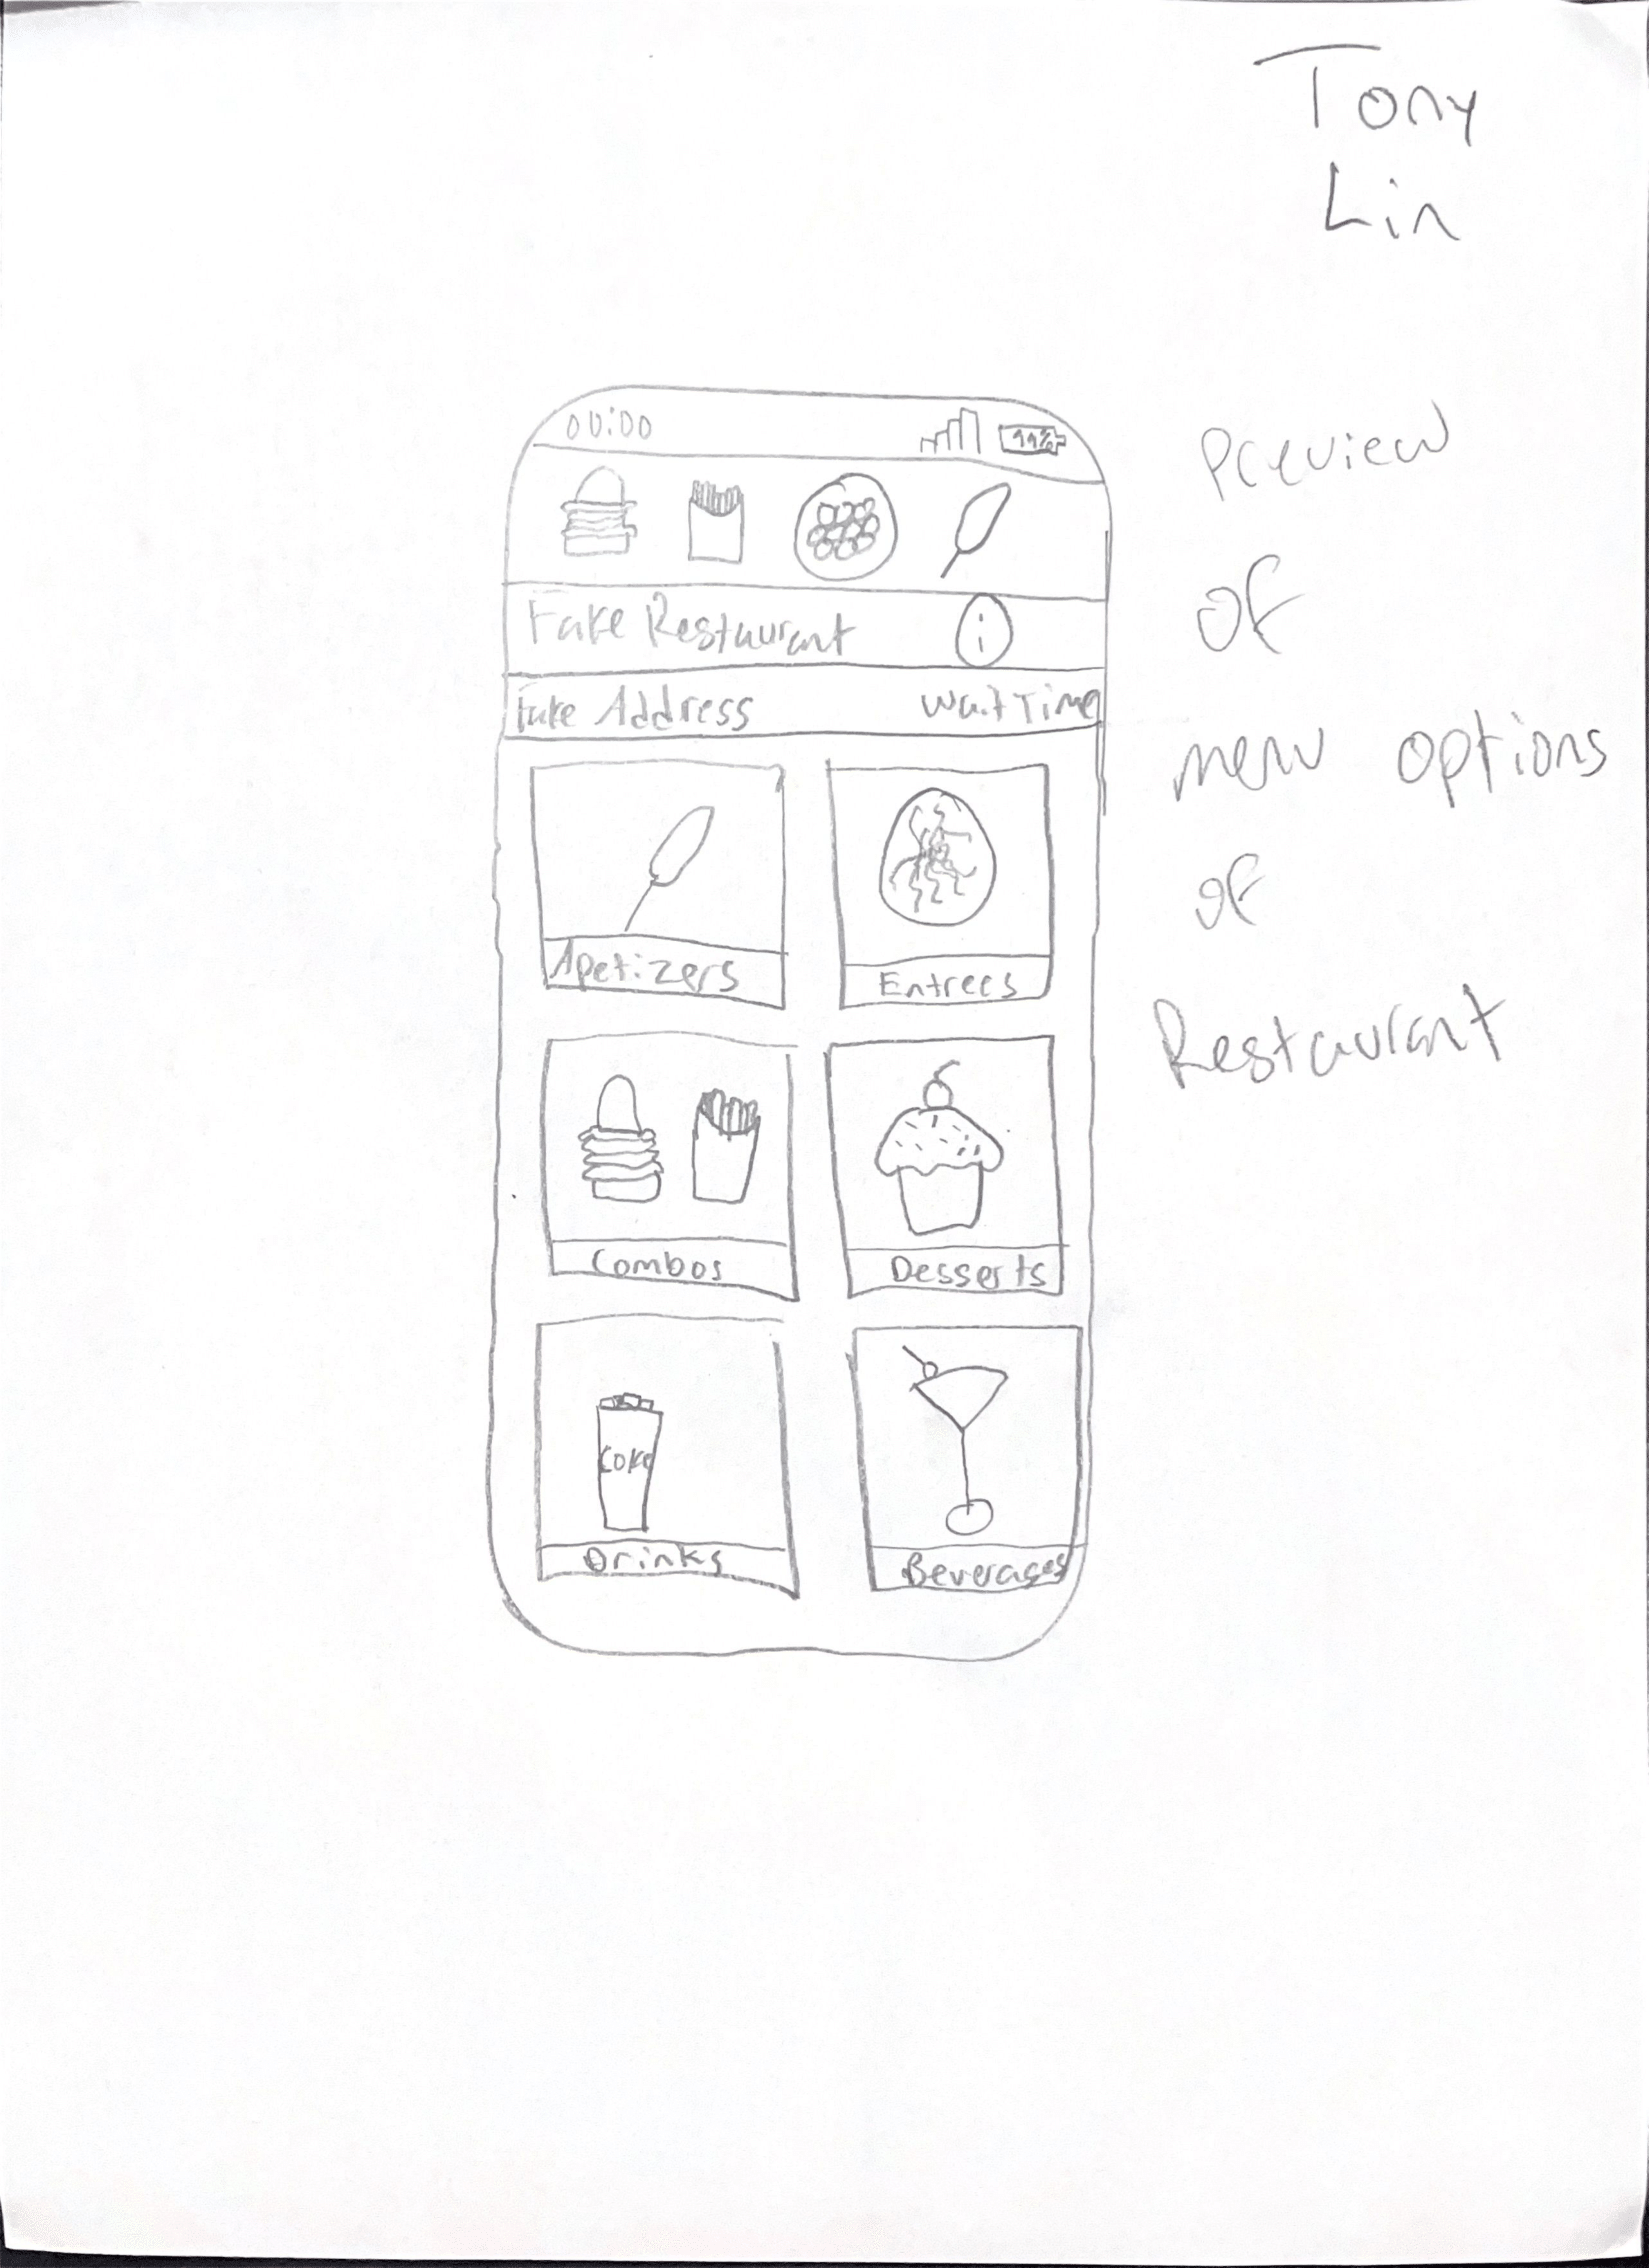 Tony
Lin
00:00
99%
Preview
of
menu options
of
Restaurant
Fake Restaurant i
Fake Address Wait Time
Apetizers Entrees
Combos Desserts
Coke
Drinks Beverages